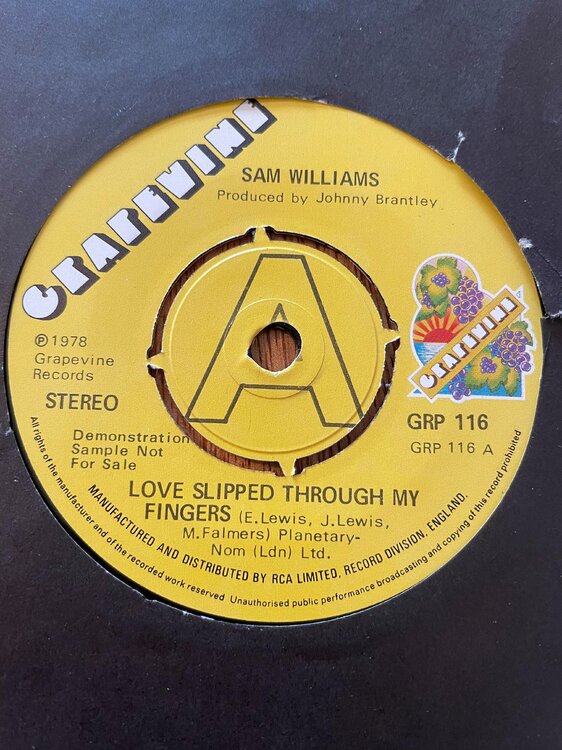 GRAPEVINE
SAM WILLIAMS
Produced by Johnny Brantley
A
GRAPEVINE
℗ 1978
Grapevine
Records
STEREO
GRP 116
GRP 116 A
Demonstration
Sample Not
For Sale
LOVE SLIPPED THROUGH MY
FINGERS (E.Lewis, J.Lewis,
M.Falmers) Planetary-
Nom (Ldn) Ltd.
MANUFACTURED AND DISTRIBUTED BY RCA LIMITED, RECORD DIVISION, ENGLAND.
All rights of the manufacturer and of the owner of the recorded work reserved Unauthorised public performance broadcasting and copying of this record prohibited